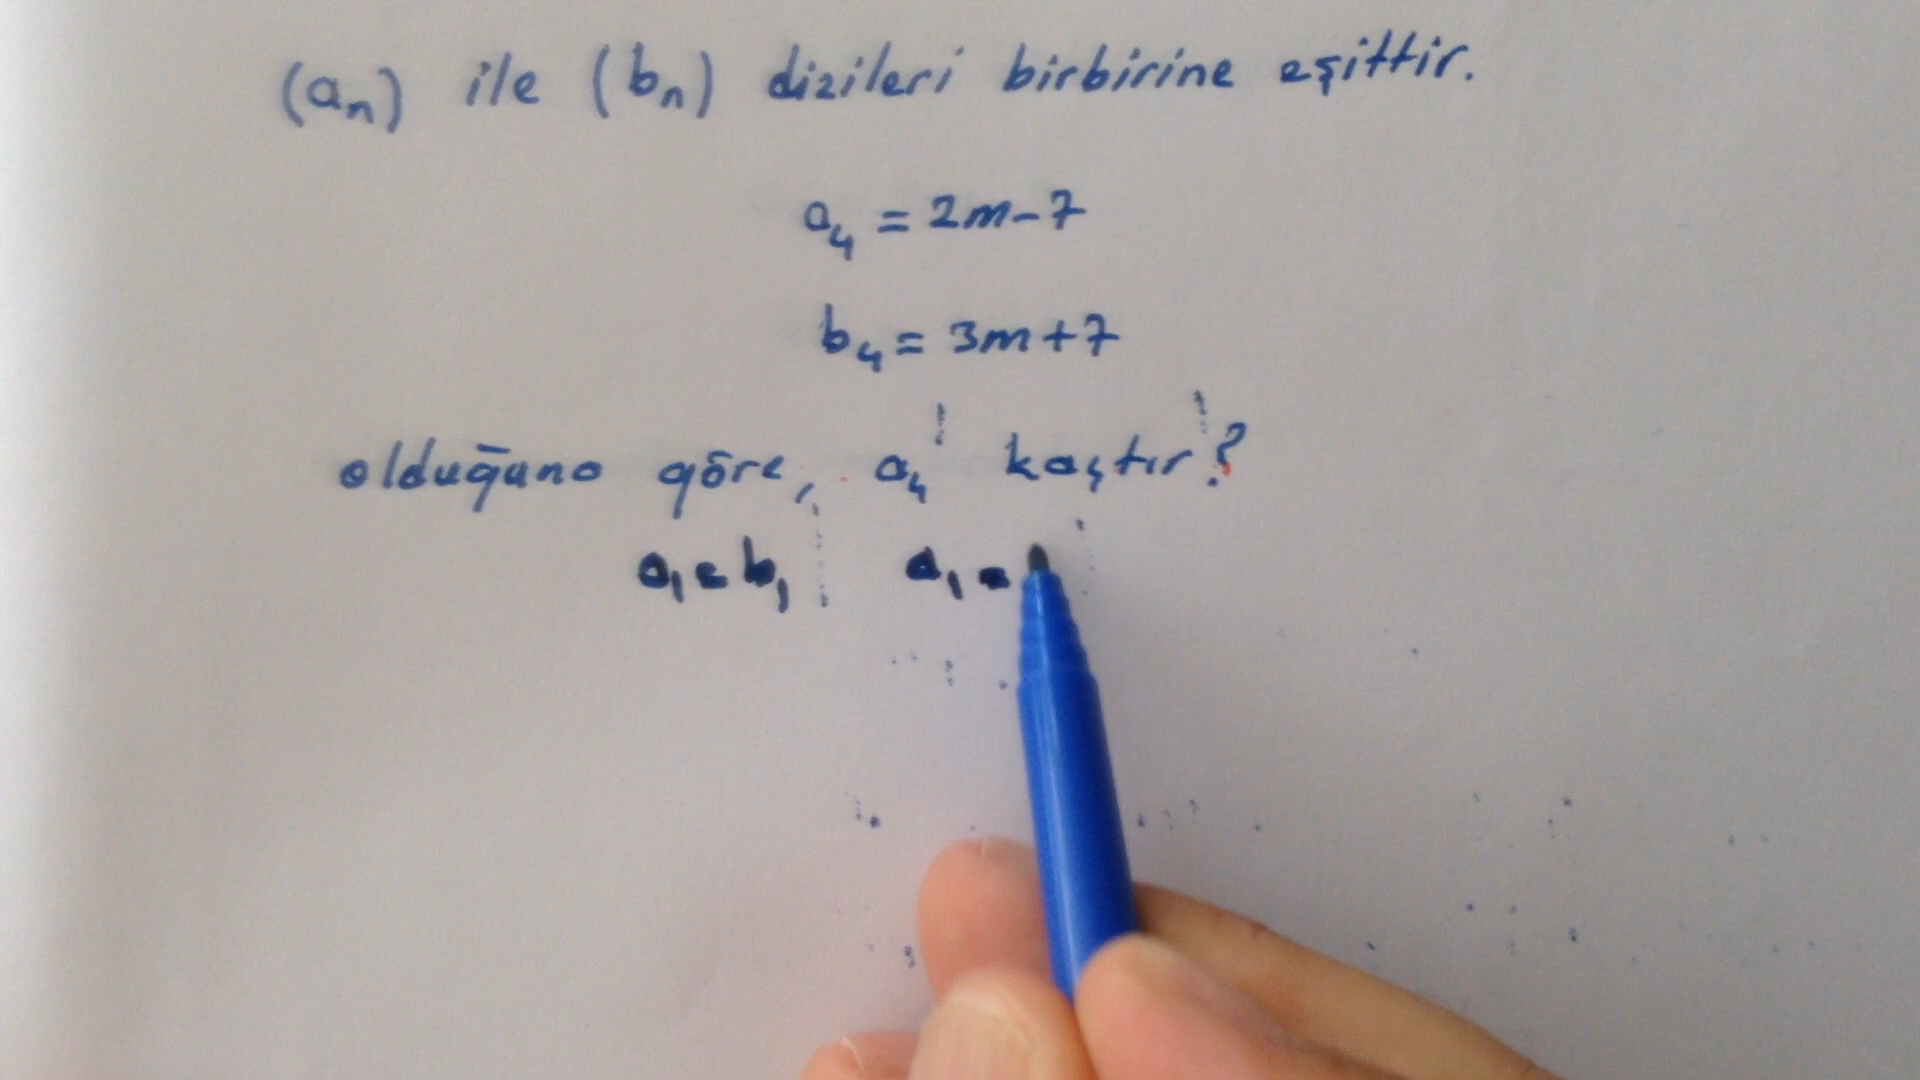 (aₙ) ile (bₙ) dizileri birbirine eşittir.
a₄ = 2m-7
b₄ = 3m+7
olduğuna göre, a₄ kaçtır?
a₁ = b₁ a₁ =